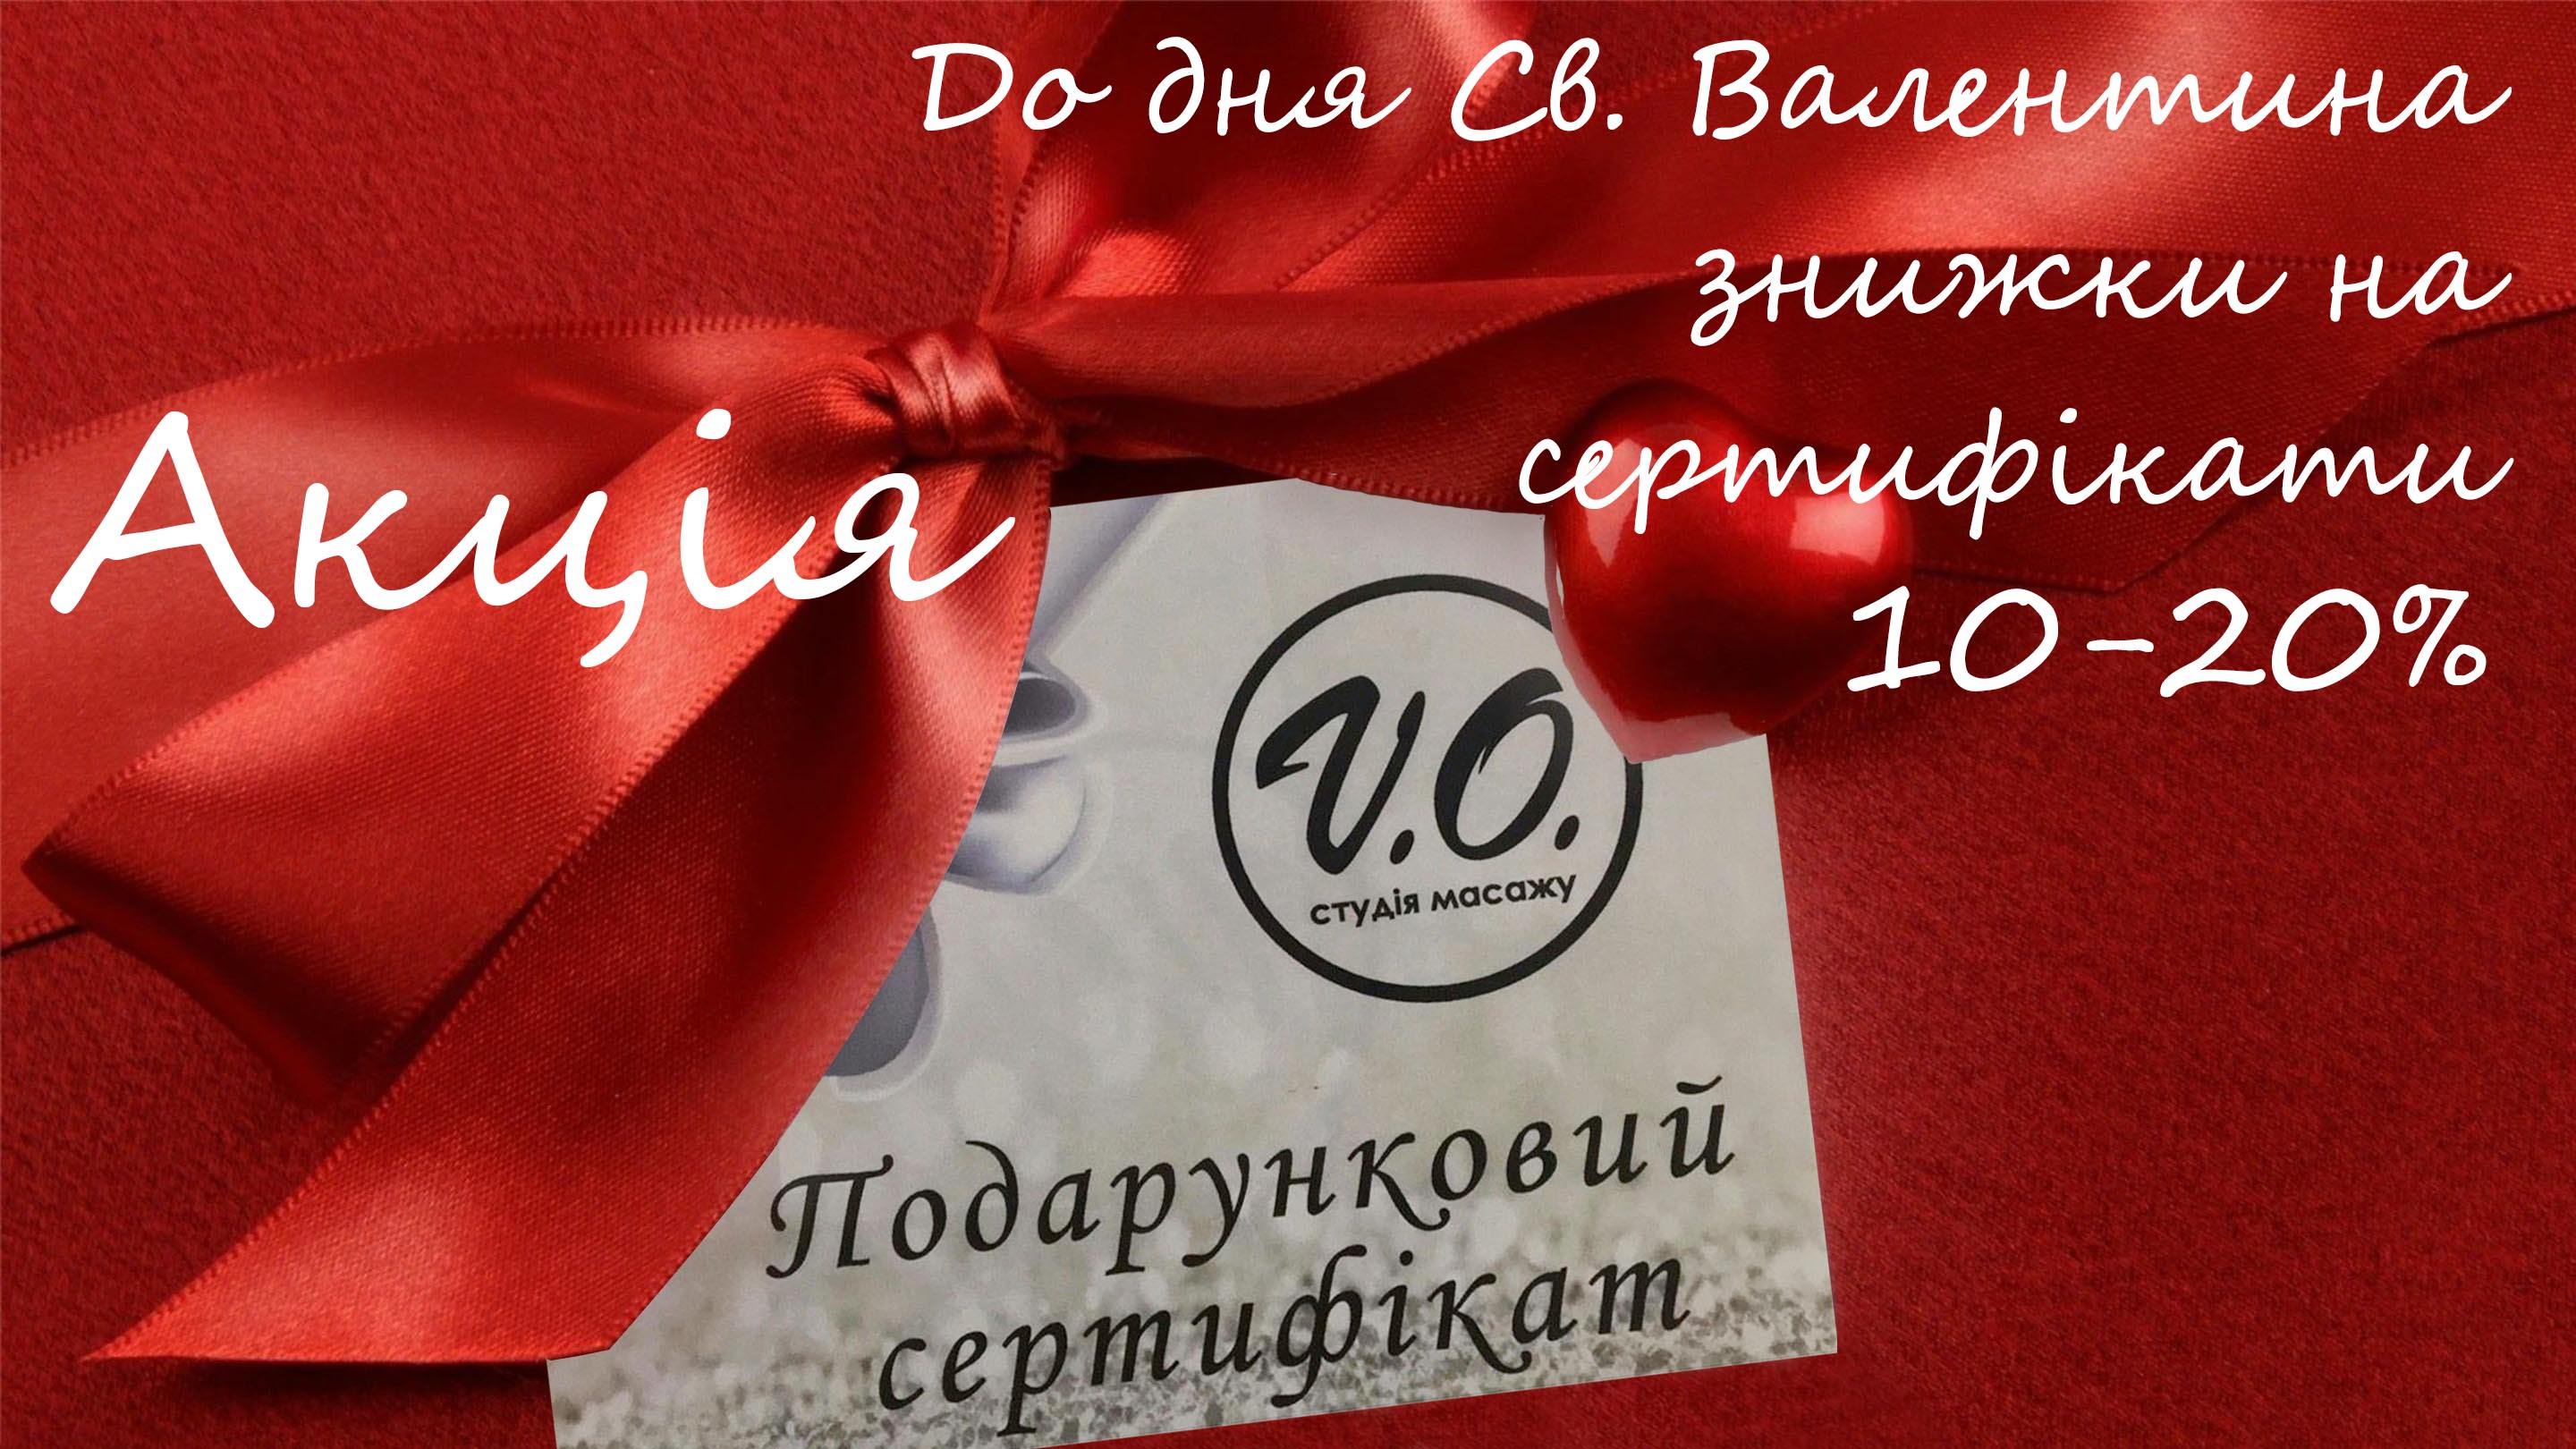 До дня Св. Валентина
знижки на
сертифікати
10-20%
Акція
V.O.
студія масажу
Подарунковий
сертифікат